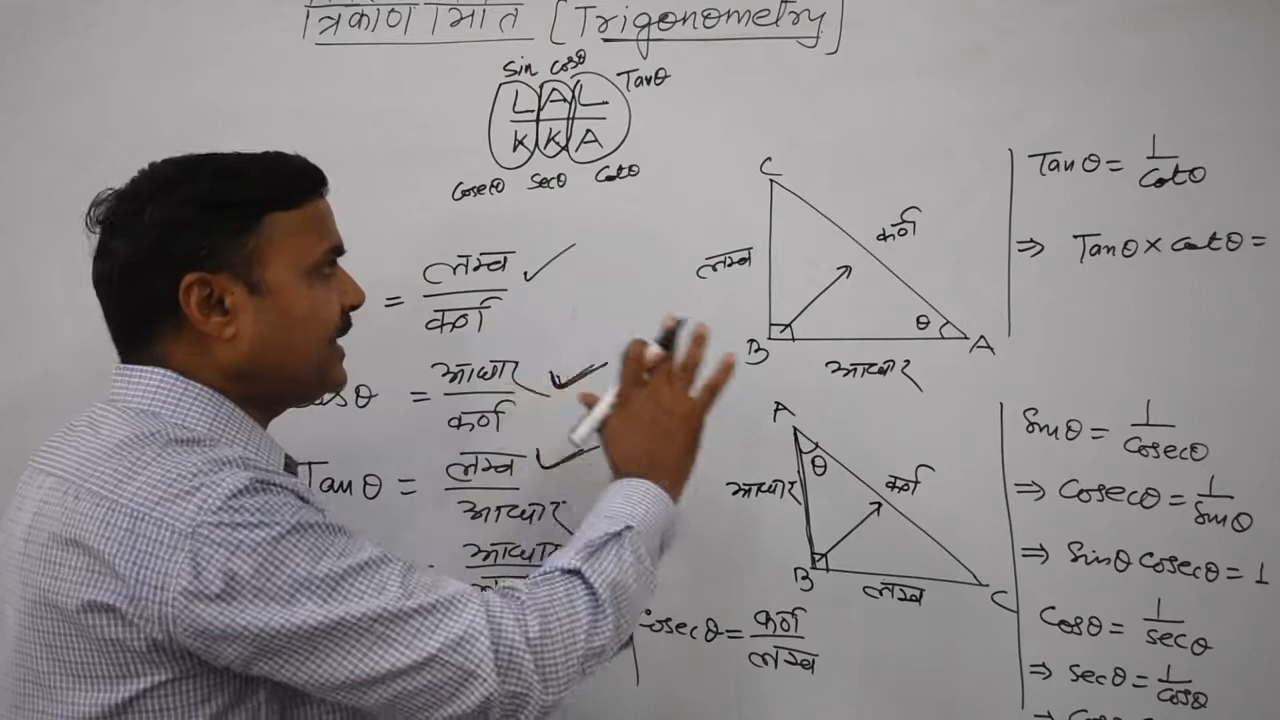 त्रिकोणमिति [Trigonometry]
Sin Cosθ Tanθ
L A L
K K A
Cosecθ Secθ Cotθ
= लम्ब / कर्ण
Cosθ = आधार / कर्ण
Tanθ = लम्ब / आधार
आधार
Cosecθ = कर्ण / लम्ब
C
लम्ब
कर्ण
θ
B
A
आधार
A
θ
आधार
कर्ण
B
लम्ब
C
Tanθ = 1 / Cotθ
⇒ Tanθ × Cotθ =
Sinθ = 1 / Cosecθ
⇒ Cosecθ = 1 / Sinθ
⇒ Sinθ Cosecθ = 1
Cosθ = 1 / Secθ
⇒ Secθ = 1 / Cosθ